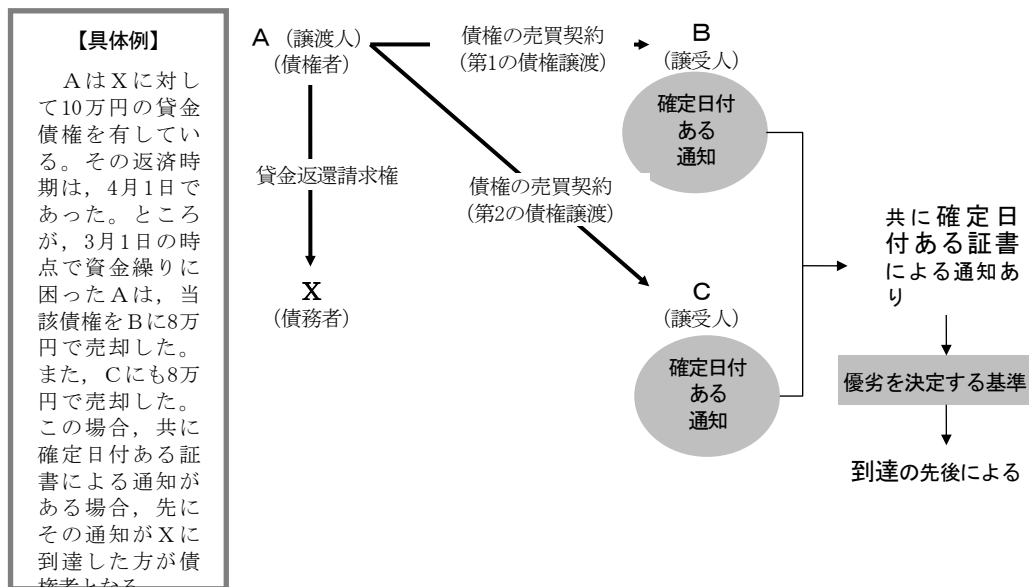 【具体例】
　AはXに対し
て10万円の貸金
債権を有してい
る。その返済時
期は，4月1日で
あった。ところ
が，3月1日の時
点で資金繰りに
困ったAは，当
該債権をBに8万
円で売却した。
また，Cにも8万
円で売却した。
この場合，共に
確定日付ある証
書による通知が
ある場合，先に
その通知がXに
到達した方が債
権者となる
A（譲渡人）
（債権者）
債権の売買契約
（第1の債権譲渡）
B
（譲受人）
確定日付
ある
通知
貸金返還請求権
債権の売買契約
（第2の債権譲渡）
X
（債務者）
C
（譲受人）
確定日付
ある
通知
共に確定日
付ある証書
による通知あ
り
優劣を決定する基準
到達の先後による